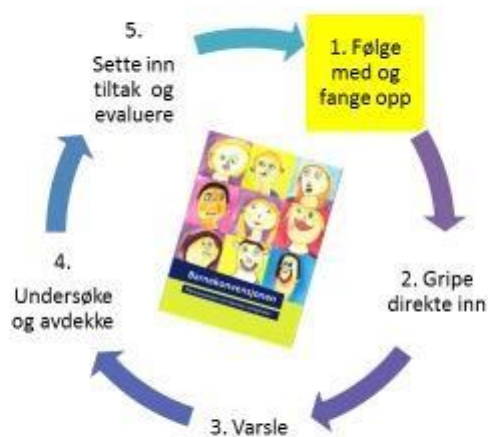 1. Følge
med og
fange opp
2. Gripe
direkte inn
3. Varsle
4.
Undersøke
og avdekke
5.
Sette inn
tiltak og
evaluere
Barnekonvensjonen